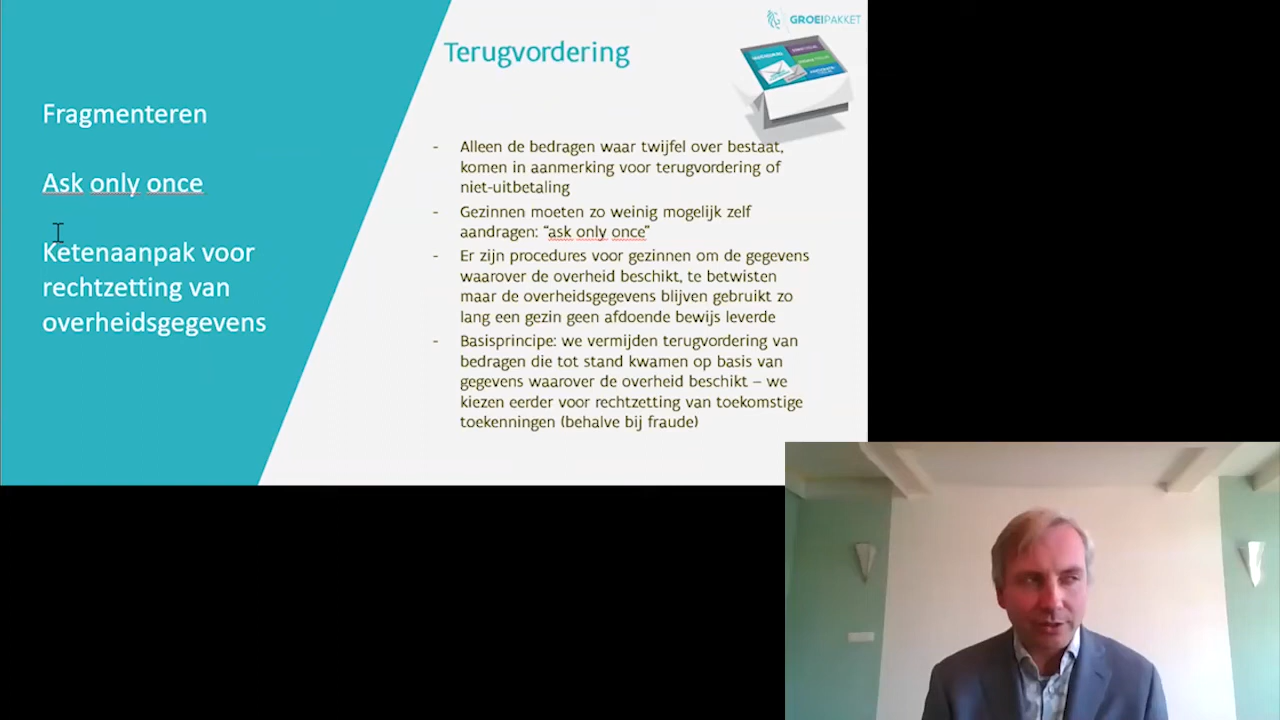 GROEIPAKKET
Terugvordering
Fragmenteren
Ask only once
Ketenaanpak voor
rechtzetting van
overheidsgegevens
- Alleen de bedragen waar twijfel over bestaat,
komen in aanmerking voor terugvordering of
niet-uitbetaling
- Gezinnen moeten zo weinig mogelijk zelf
aandragen: “ask only once”
- Er zijn procedures voor gezinnen om de gegevens
waarover de overheid beschikt, te betwisten
maar de overheidsgegevens blijven gebruikt zo
lang een gezin geen afdoende bewijs leverde
- Basisprincipe: we vermijden terugvordering van
bedragen die tot stand kwamen op basis van
gegevens waarover de overheid beschikt – we
kiezen eerder voor rechtzetting van toekomstige
toekenningen (behalve bij fraude)